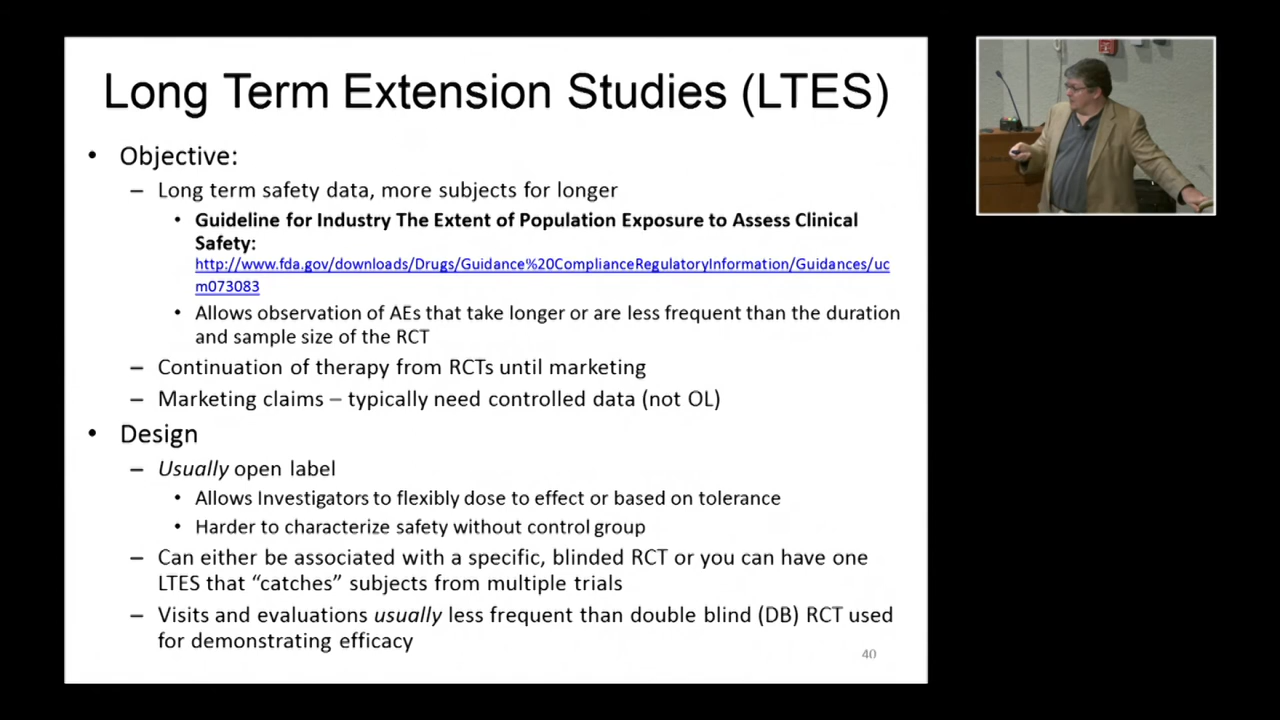 Long Term Extension Studies (LTES)
• Objective:
– Long term safety data, more subjects for longer
• Guideline for Industry The Extent of Population Exposure to Assess Clinical
Safety:
http://www.fda.gov/downloads/Drugs/Guidance%20ComplianceRegulatoryInformation/Guidances/uc
m073083
• Allows observation of AEs that take longer or are less frequent than the duration
and sample size of the RCT
– Continuation of therapy from RCTs until marketing
– Marketing claims – typically need controlled data (not OL)
• Design
– Usually open label
• Allows Investigators to flexibly dose to effect or based on tolerance
• Harder to characterize safety without control group
– Can either be associated with a specific, blinded RCT or you can have one
LTES that “catches” subjects from multiple trials
– Visits and evaluations usually less frequent than double blind (DB) RCT used
for demonstrating efficacy
40